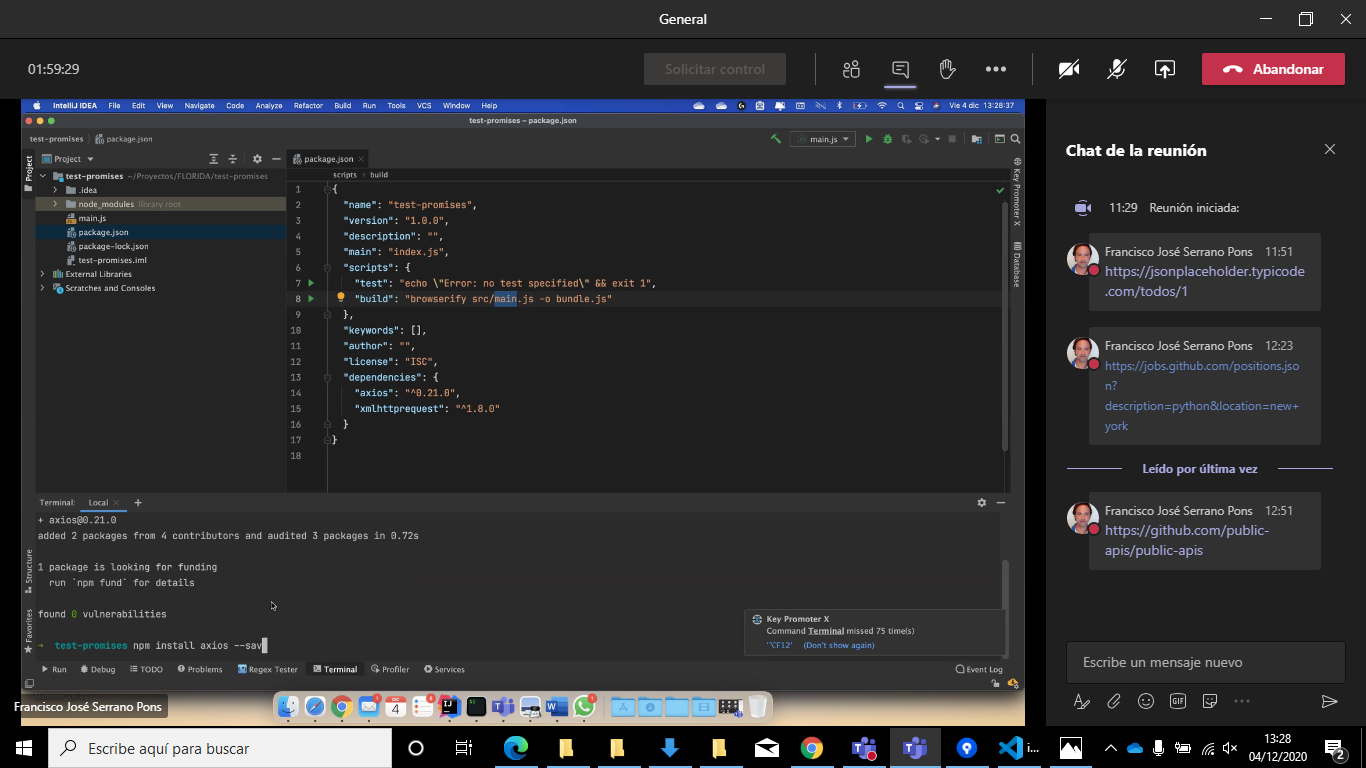 General
01:59:29
Solicitar control
Abandonar
IntelliJ IDEA File Edit View Navigate Code Analyze Refactor Build Run Tools VCS Window Help
Vie 4 dic 13:28:37
test-promises – package.json
test-promises package.json
main.js
Project
Project
package.json
scripts › build
test-promises ~/Proyectos/FLORIDA/test-promises
.idea
node_modules library root
main.js
package.json
package-lock.json
test-promises.iml
External Libraries
Scratches and Consoles
1 {
2 "name": "test-promises",
3 "version": "1.0.0",
4 "description": "",
5 "main": "index.js",
6 "scripts": {
7 "test": "echo \"Error: no test specified\" && exit 1",
8 "build": "browserify src/main.js -o bundle.js"
9 },
10 "keywords": [],
11 "author": "",
12 "license": "ISC",
13 "dependencies": {
14 "axios": "^0.21.0",
15 "xmlhttprequest": "^1.8.0"
16 }
17 }
18
Key Promoter X
Database
Structure
Favorites
Terminal: Local +
+ axios@0.21.0
added 2 packages from 4 contributors and audited 3 packages in 0.72s
1 package is looking for funding
run `npm fund` for details
found 0 vulnerabilities
→ test-promises npm install axios --sav
Key Promoter X
Command Terminal missed 75 time(s)
'⌥F12' (Don't show again)
Run Debug TODO Problems Regex Tester Terminal Profiler Services
Event Log
Francisco José Serrano Pons
DEC
4
Chat de la reunión
11:29 Reunión iniciada:
Francisco José Serrano Pons 11:51
https://jsonplaceholder.typicode
.com/todos/1
Francisco José Serrano Pons 12:23
https://jobs.github.com/positions.jso
n?
description=python&location=new+
york
Leído por última vez
Francisco José Serrano Pons 12:51
https://github.com/public-
apis/public-apis
Escribe un mensaje nuevo
GIF
Escribe aquí para buscar
i...
13:28
04/12/2020
2